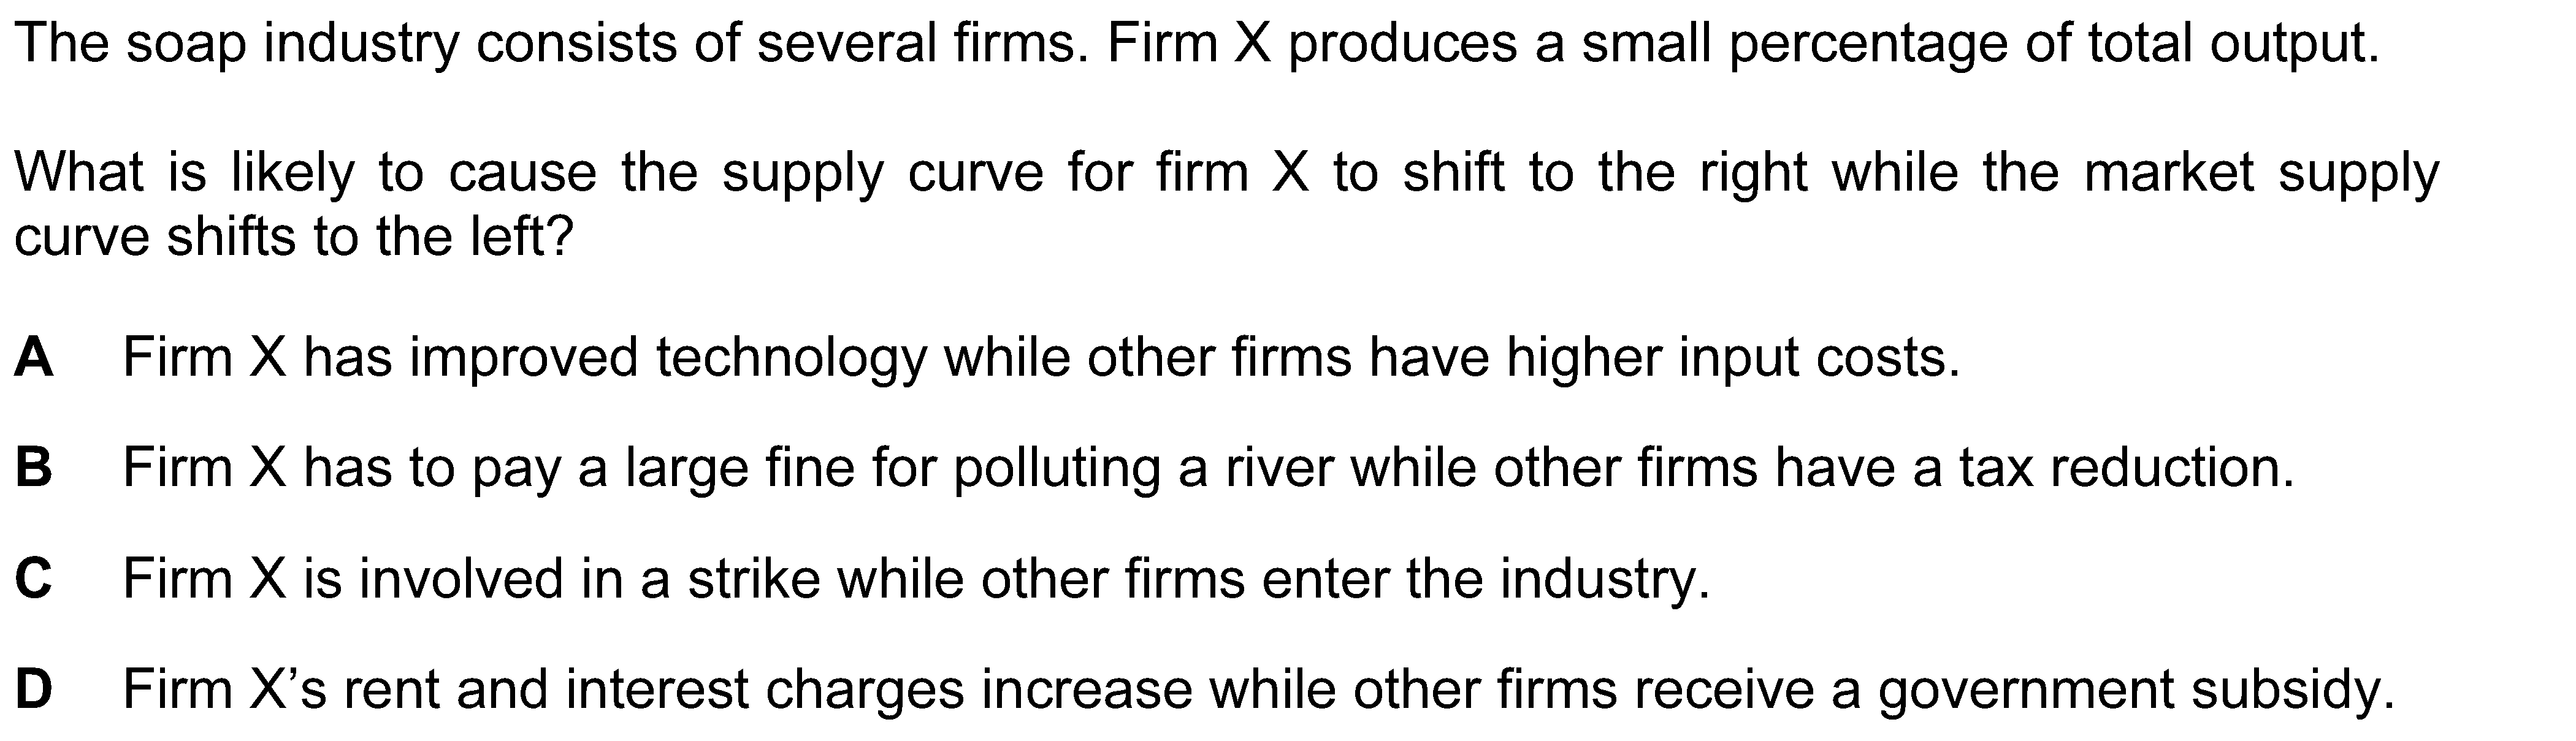 The soap industry consists of several firms. Firm X produces a small percentage of total output.
What is likely to cause the supply curve for firm X to shift to the right while the market supply
curve shifts to the left?
A Firm X has improved technology while other firms have higher input costs.
B Firm X has to pay a large fine for polluting a river while other firms have a tax reduction.
C Firm X is involved in a strike while other firms enter the industry.
D Firm X’s rent and interest charges increase while other firms receive a government subsidy.